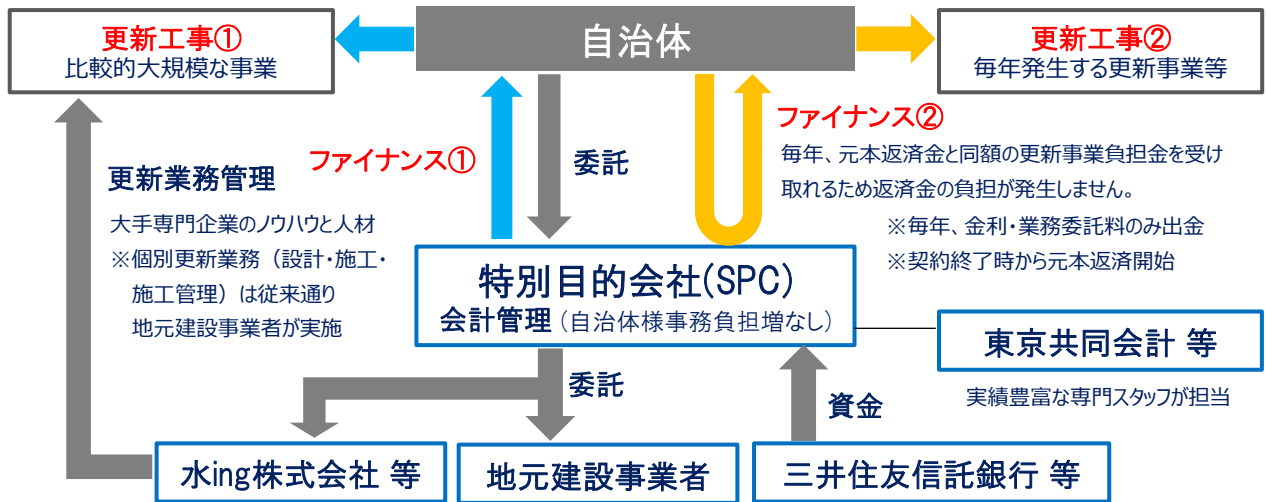 更新工事①
比較的大規模な事業
自治体
更新工事②
毎年発生する更新事業等
ファイナンス①
委託
ファイナンス②
毎年、元本返済金と同額の更新事業負担金を受け
取れるため返済金の負担が発生しません。
※毎年、金利・業務委託料のみ出金
※契約終了時から元本返済開始
更新業務管理
大手専門企業のノウハウと人材
※個別更新業務（設計・施工・
施工管理）は従来通り
地元建設事業者が実施
特別目的会社(SPC)
会計管理（自治体様事務負担増なし）
東京共同会計 等
実績豊富な専門スタッフが担当
委託
資金
水ing株式会社 等
地元建設事業者
三井住友信託銀行 等